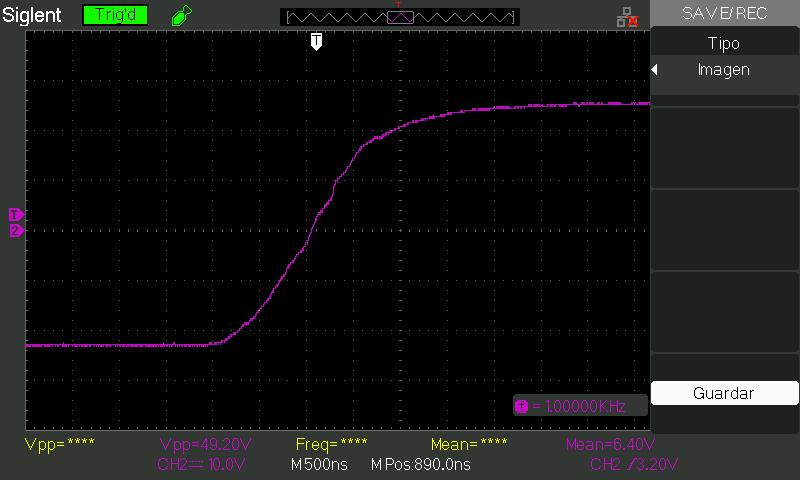 Siglent Trig'd T SAVE/REC
T
Tipo
Imagen
T
2
T = 1.00000KHz
Guardar
Vpp=**** Vpp=49.20V Freq=**** Mean=**** Mean=6.40V
CH2 10.0V M500ns MPos:890.0ns CH2 /3.20V